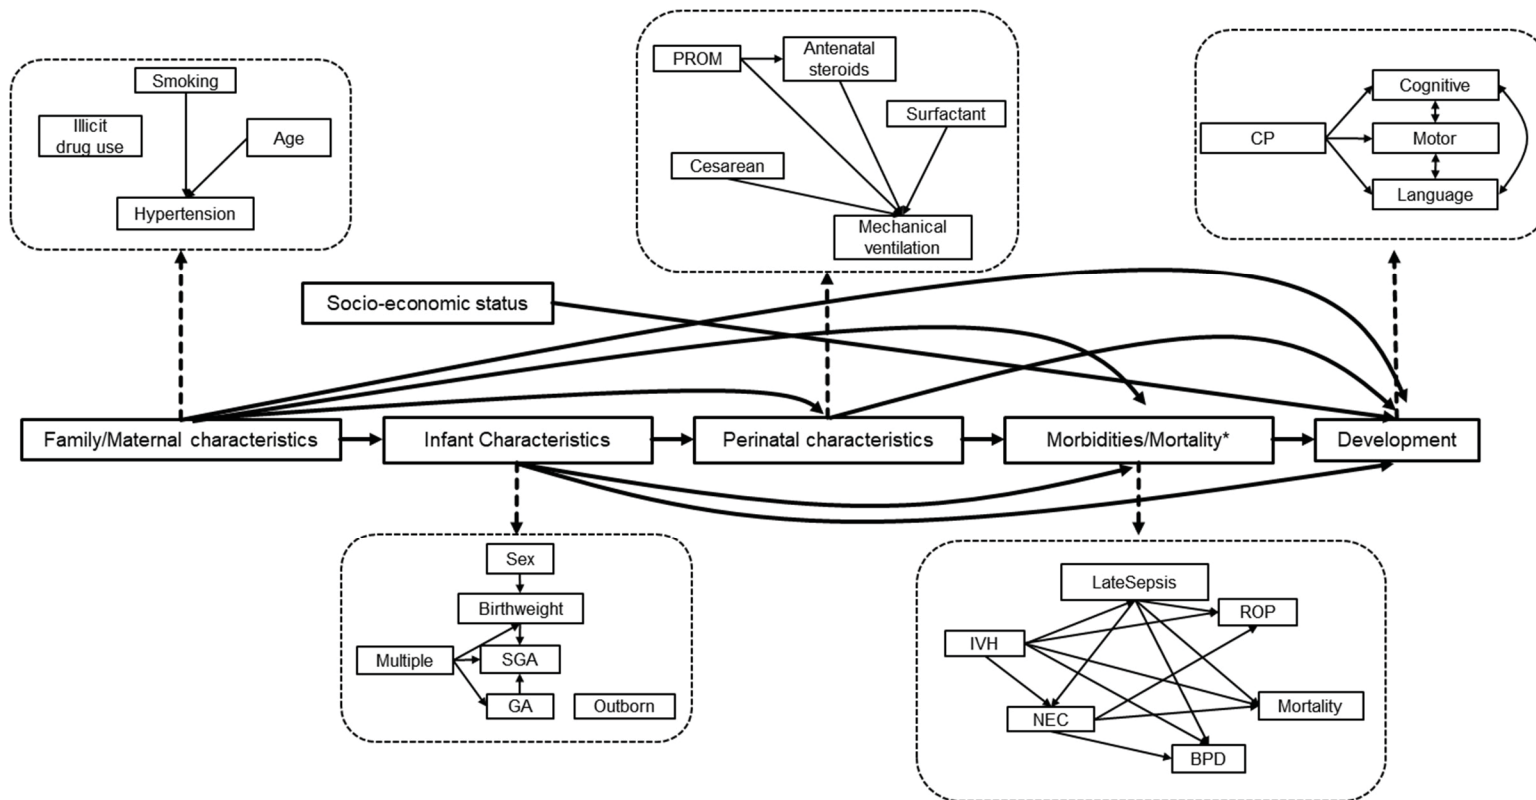 Smoking
Illicit
drug use
Age
Hypertension
PROM
Antenatal
steroids
Surfactant
Cesarean
Mechanical
ventilation
Cognitive
CP
Motor
Language
Socio-economic status
Family/Maternal characteristics
Infant Characteristics
Perinatal characteristics
Morbidities/Mortality*
Development
Sex
Birthweight
Multiple
SGA
GA
Outborn
LateSepsis
ROP
IVH
NEC
Mortality
BPD